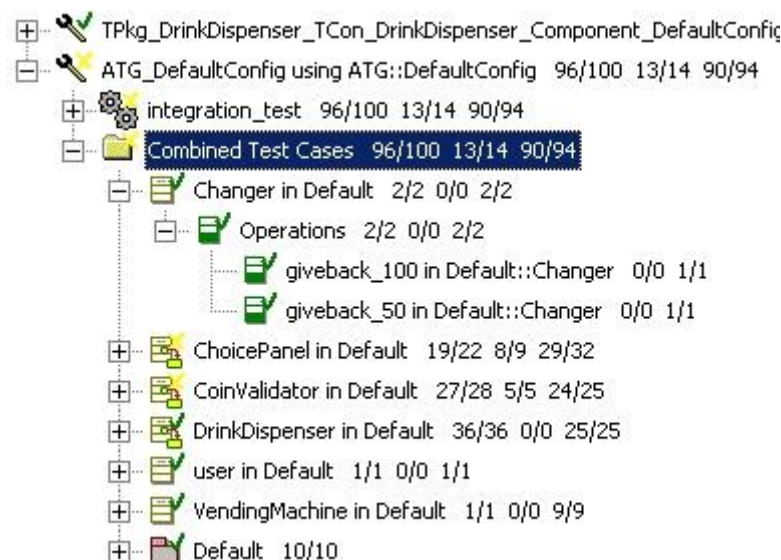 TPkg_DrinkDispenser_TCon_DrinkDispenser_Component_DefaultConfig
ATG_DefaultConfig using ATG::DefaultConfig 96/100 13/14 90/94
integration_test 96/100 13/14 90/94
Combined Test Cases 96/100 13/14 90/94
Changer in Default 2/2 0/0 2/2
Operations 2/2 0/0 2/2
giveback_100 in Default::Changer 0/0 1/1
giveback_50 in Default::Changer 0/0 1/1
ChoicePanel in Default 19/22 8/9 29/32
CoinValidator in Default 27/28 5/5 24/25
DrinkDispenser in Default 36/36 0/0 25/25
user in Default 1/1 0/0 1/1
VendingMachine in Default 1/1 0/0 9/9
Default 10/10